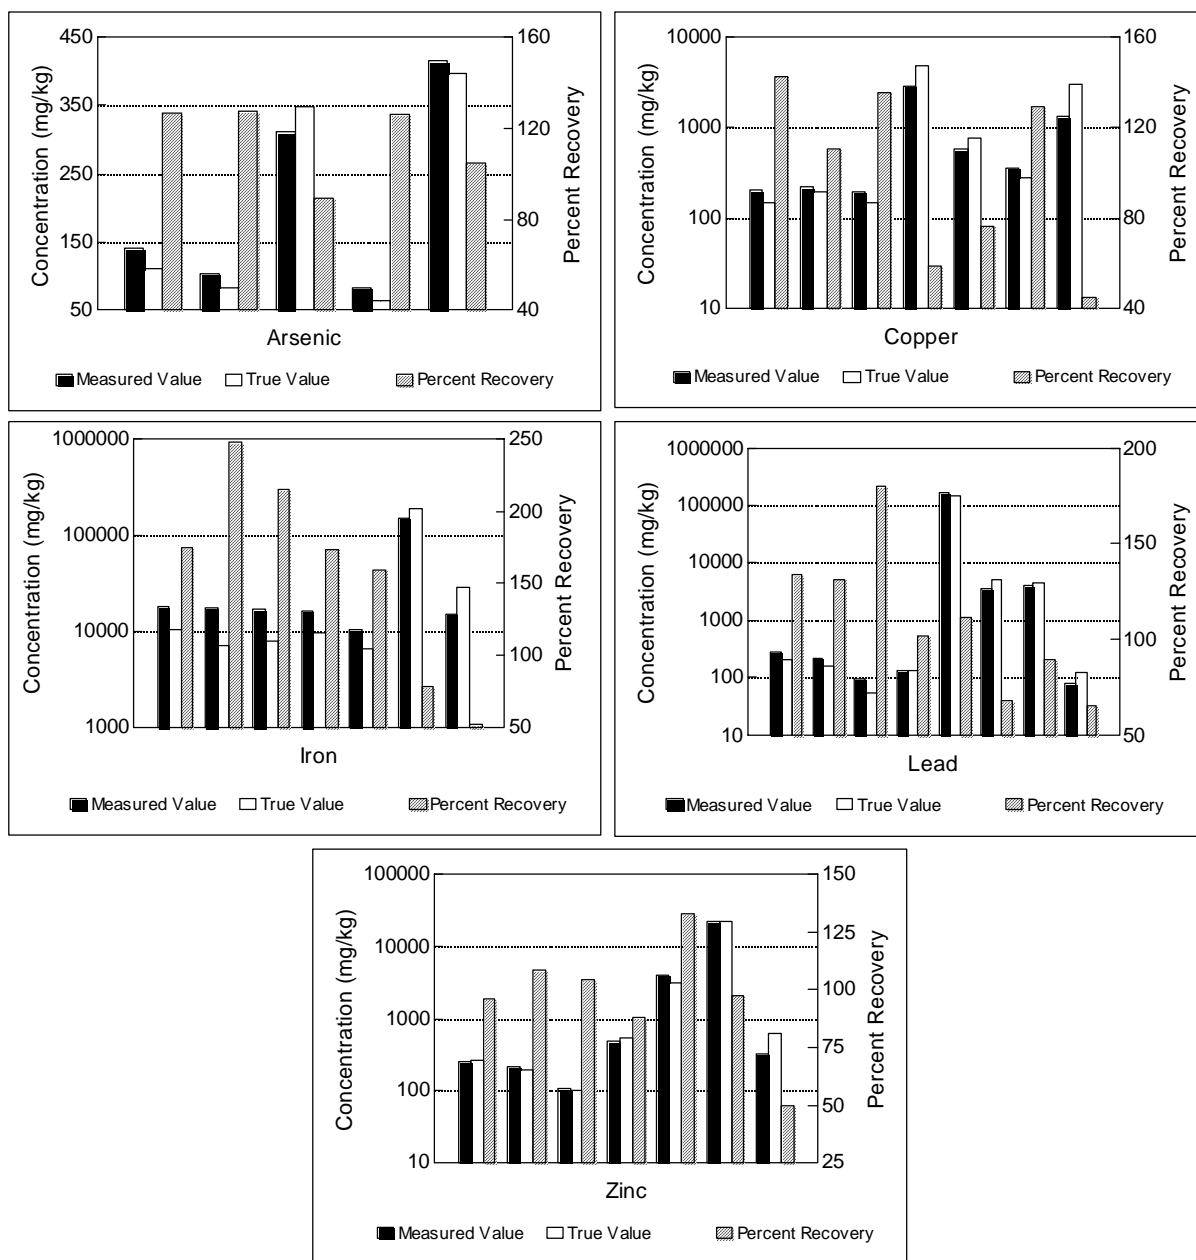 450
350
250
150
50
160
120
80
40
Concentration (mg/kg)
Percent Recovery
Arsenic
Measured Value True Value Percent Recovery
10000
1000
100
10
160
120
80
40
Concentration (mg/kg)
Percent Recovery
Copper
Measured Value True Value Percent Recovery
1000000
100000
10000
1000
250
200
150
100
50
Concentration (mg/kg)
Percent Recovery
Iron
Measured Value True Value Percent Recovery
1000000
100000
10000
1000
100
10
200
150
100
50
Concentration (mg/kg)
Percent Recovery
Lead
Measured Value True Value Percent Recovery
100000
10000
1000
100
10
150
125
100
75
50
25
Concentration (mg/kg)
Percent Recovery
Zinc
Measured Value True Value Percent Recovery